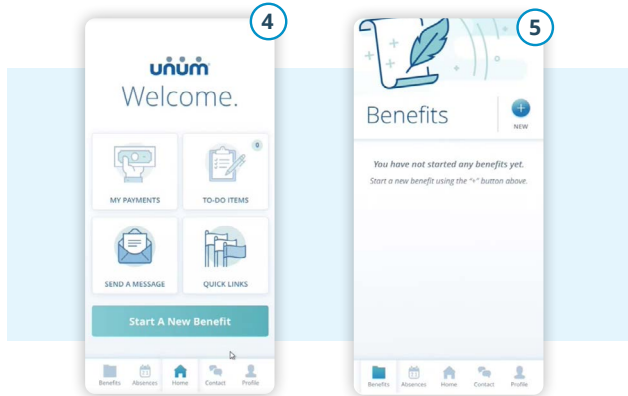 4
unum
Welcome.
MY PAYMENTS
0
TO-DO ITEMS
SEND A MESSAGE
QUICK LINKS
Start A New Benefit
Benefits Absences Home Contact Profile
5
Benefits
NEW
You have not started any benefits yet.
Start a new benefit using the "+" button above.
Benefits Absences Home Contact Profile